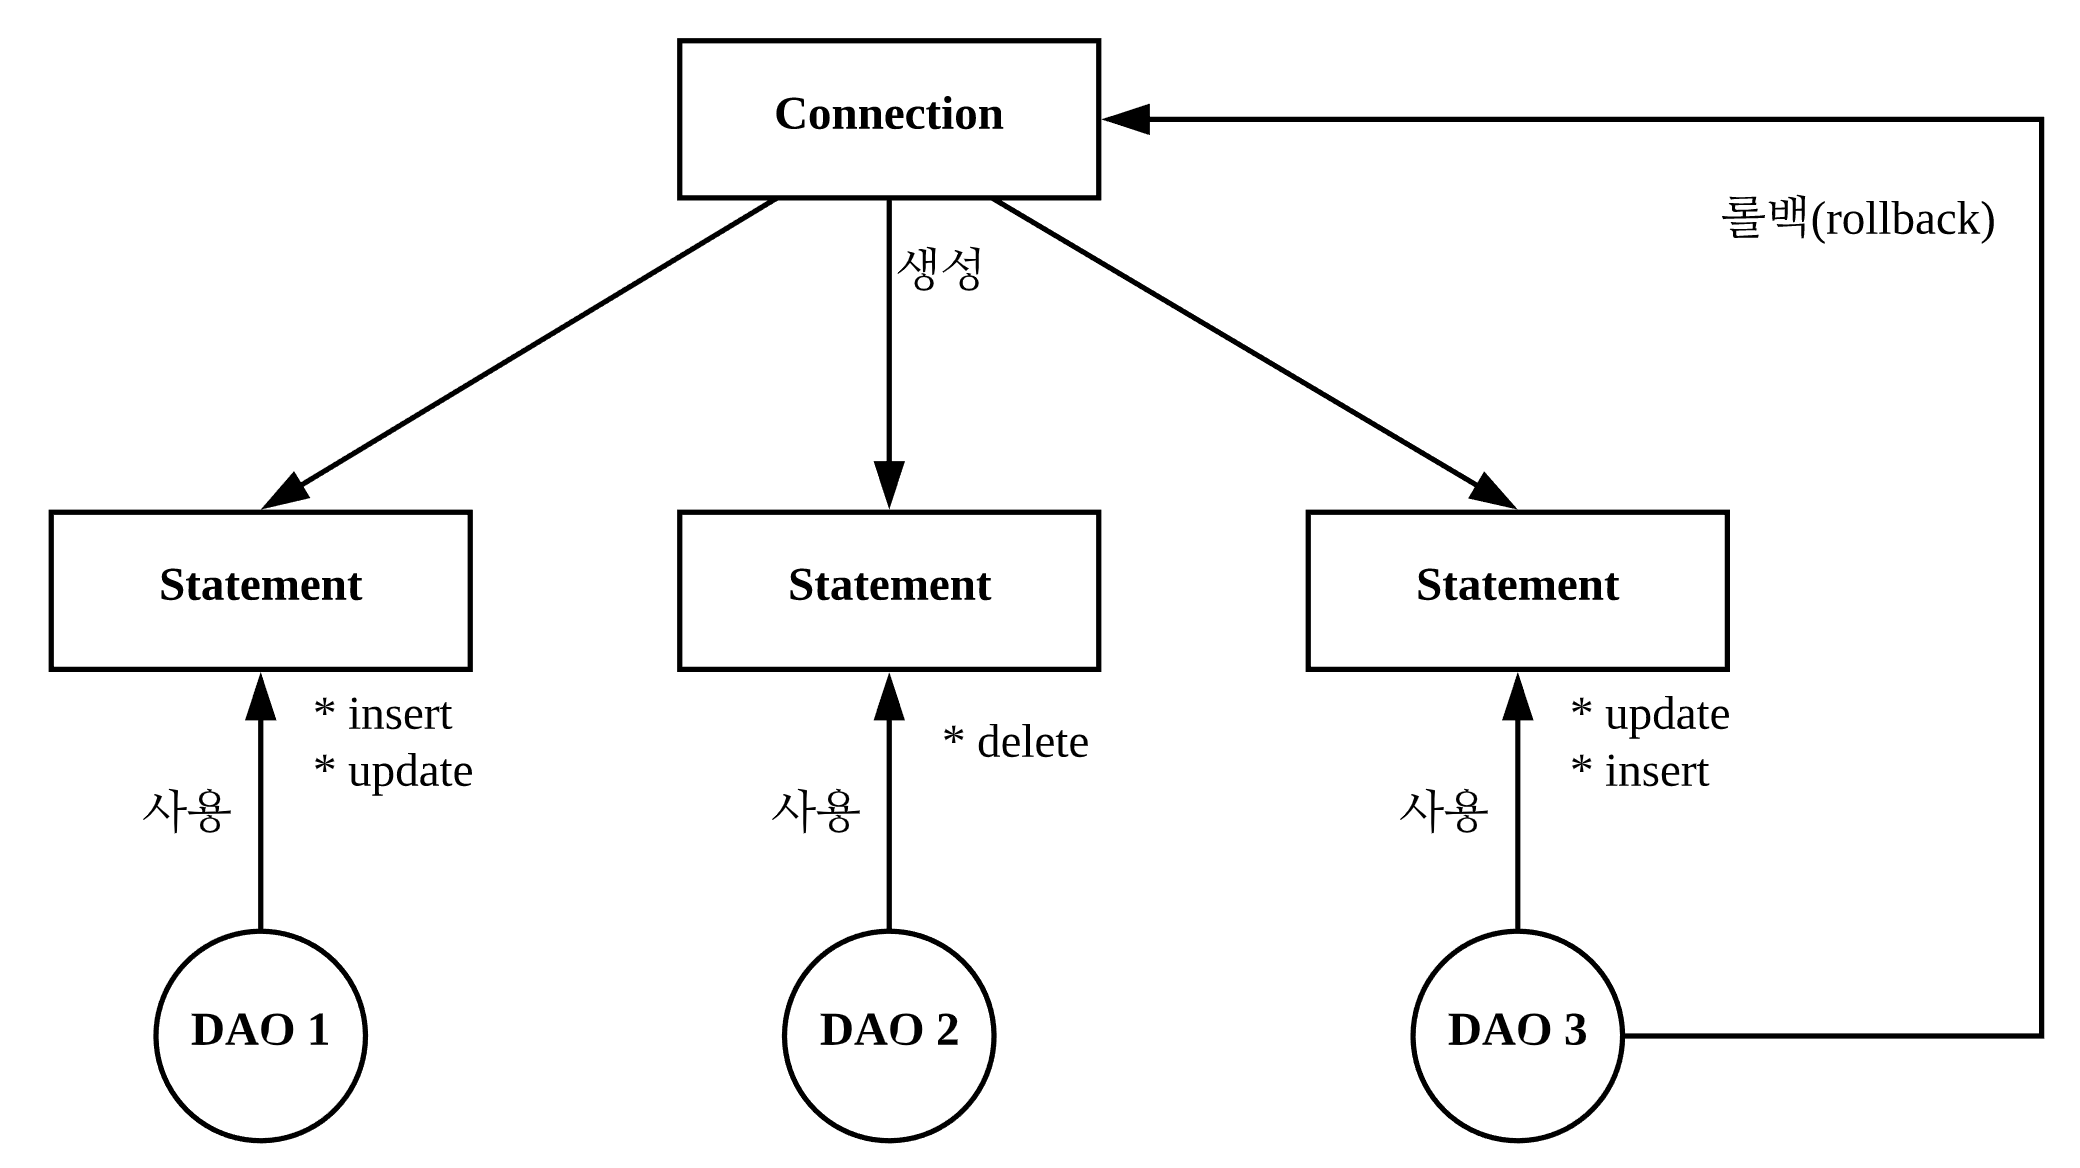 Connection
롤백(rollback)
생성
Statement
Statement
Statement
* insert
* update
사용
* delete
사용
* update
* insert
사용
DAO 1
DAO 2
DAO 3